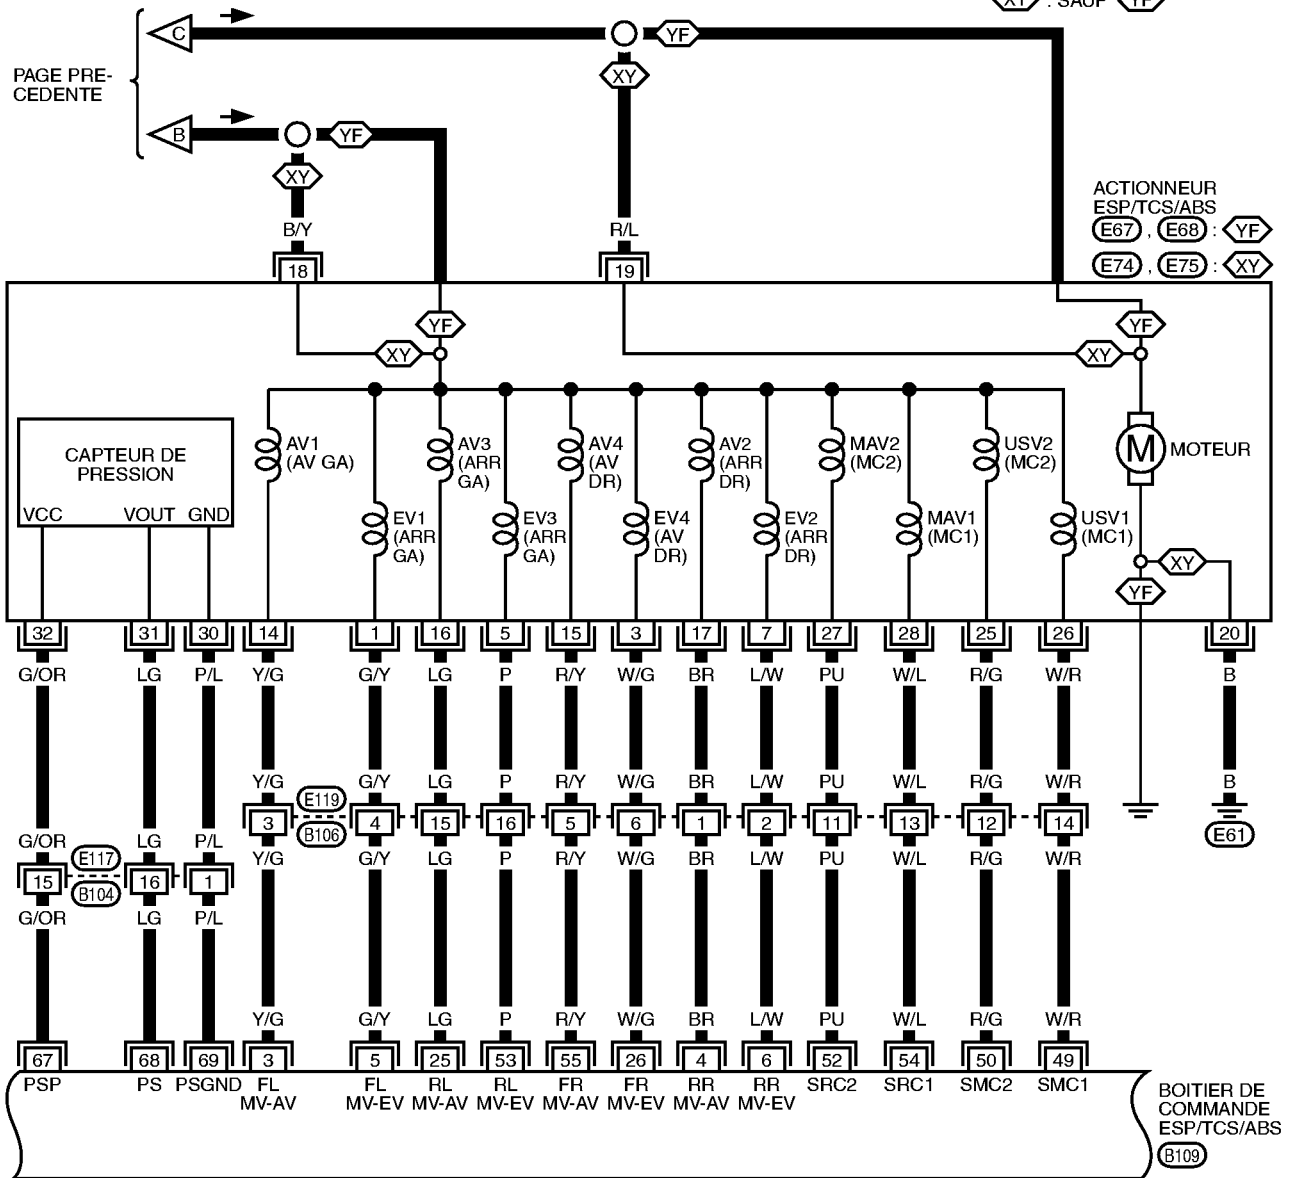 XY : SAUF YF
C
YF
XY
PAGE PRE-
CEDENTE
B
YF
XY
B/Y
R/L
18
19
ACTIONNEUR
ESP/TCS/ABS
E67 , E68 : YF
E74 , E75 : XY
YF
YF
XY
XY
CAPTEUR DE
PRESSION
VCC VOUT GND
AV1
(AV GA)
AV3
(ARR
GA)
AV4
(AV
DR)
AV2
(ARR
DR)
MAV2
(MC2)
USV2
(MC2)
M
MOTEUR
EV1
(ARR
GA)
EV3
(ARR
GA)
EV4
(AV
DR)
EV2
(ARR
DR)
MAV1
(MC1)
USV1
(MC1)
XY
YF
32 31 30 14 1 16 5 15 3 17 7 27 28 25 26 20
G/OR LG P/L Y/G G/Y LG P R/Y W/G BR L/W PU W/L R/G W/R B
Y/G G/Y LG P R/Y W/G BR L/W PU W/L R/G W/R B
E119
3 4 15 16 5 6 1 2 11 13 12 14
B106
E61
G/OR LG P/L Y/G G/Y LG P R/Y W/G BR L/W PU W/L R/G W/R
E117
15 16 1
B104
G/OR LG P/L
Y/G G/Y LG P R/Y W/G BR L/W PU W/L R/G W/R
67 68 69 3 5 25 53 55 26 4 6 52 54 50 49
PSP PS PSGND FL FL RL RL FR FR RR RR SRC2 SRC1 SMC2 SMC1
MV-AV MV-EV MV-AV MV-EV MV-AV MV-EV MV-AV MV-EV
BOITIER DE
COMMANDE
ESP/TCS/ABS
B109